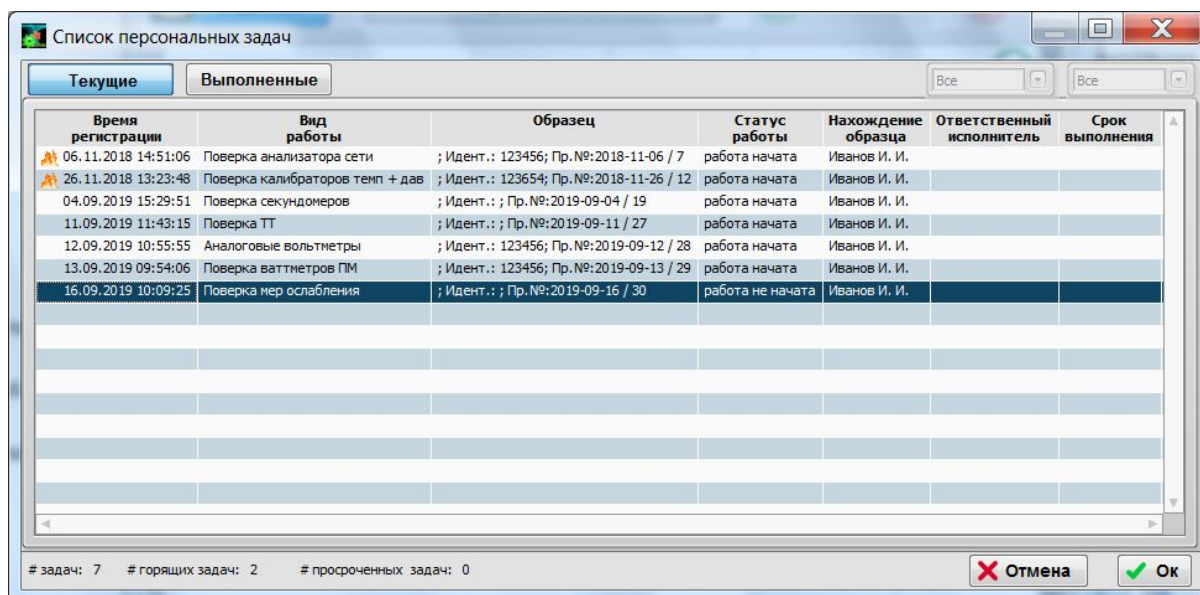 Список персональных задач
Текущие Выполненные Все Все
Время регистрации Вид работы Образец Статус работы Нахождение образца Ответственный исполнитель Срок выполнения
06.11.2018 14:51:06 Поверка анализатора сети ; Идент.: 123456; Пр.№:2018-11-06 / 7 работа начата Иванов И. И.
26.11.2018 13:23:48 Поверка калибраторов темп + дав ; Идент.: 123654; Пр.№:2018-11-26 / 12 работа начата Иванов И. И.
04.09.2019 15:29:51 Поверка секундомеров ; Идент.: ; Пр.№:2019-09-04 / 19 работа начата Иванов И. И.
11.09.2019 11:43:15 Поверка ТТ ; Идент.: ; Пр.№:2019-09-11 / 27 работа начата Иванов И. И.
12.09.2019 10:55:55 Аналоговые вольтметры ; Идент.: 123456; Пр.№:2019-09-12 / 28 работа начата Иванов И. И.
13.09.2019 09:54:06 Поверка ваттметров ПМ ; Идент.: 123456; Пр.№:2019-09-13 / 29 работа начата Иванов И. И.
16.09.2019 10:09:25 Поверка мер ослабления ; Идент.: ; Пр.№:2019-09-16 / 30 работа не начата Иванов И. И.
# задач: 7 # горящих задач: 2 # просроченных задач: 0 Отмена Ок